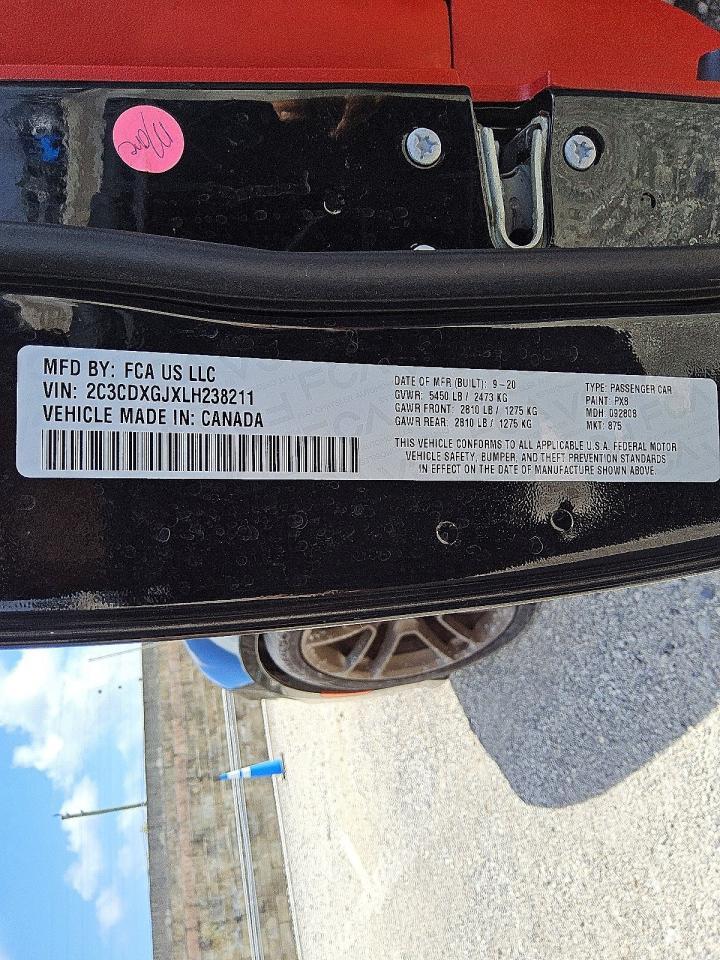 MFD BY: FCA US LLC
VIN: 2C3CDXGJXLH238211
VEHICLE MADE IN: CANADA
DATE OF MFR (BUILT): 9-20
GVWR: 5450 LB / 2473 KG
GAWR FRONT: 2810 LB / 1275 KG
GAWR REAR: 2810 LB / 1275 KG
TYPE: PASSENGER CAR
PAINT: PX8
MDH: 092808
MKT: 875
THIS VEHICLE CONFORMS TO ALL APPLICABLE U.S.A. FEDERAL MOTOR
VEHICLE SAFETY, BUMPER, AND THEFT PREVENTION STANDARDS
IN EFFECT ON THE DATE OF MANUFACTURE SHOWN ABOVE.